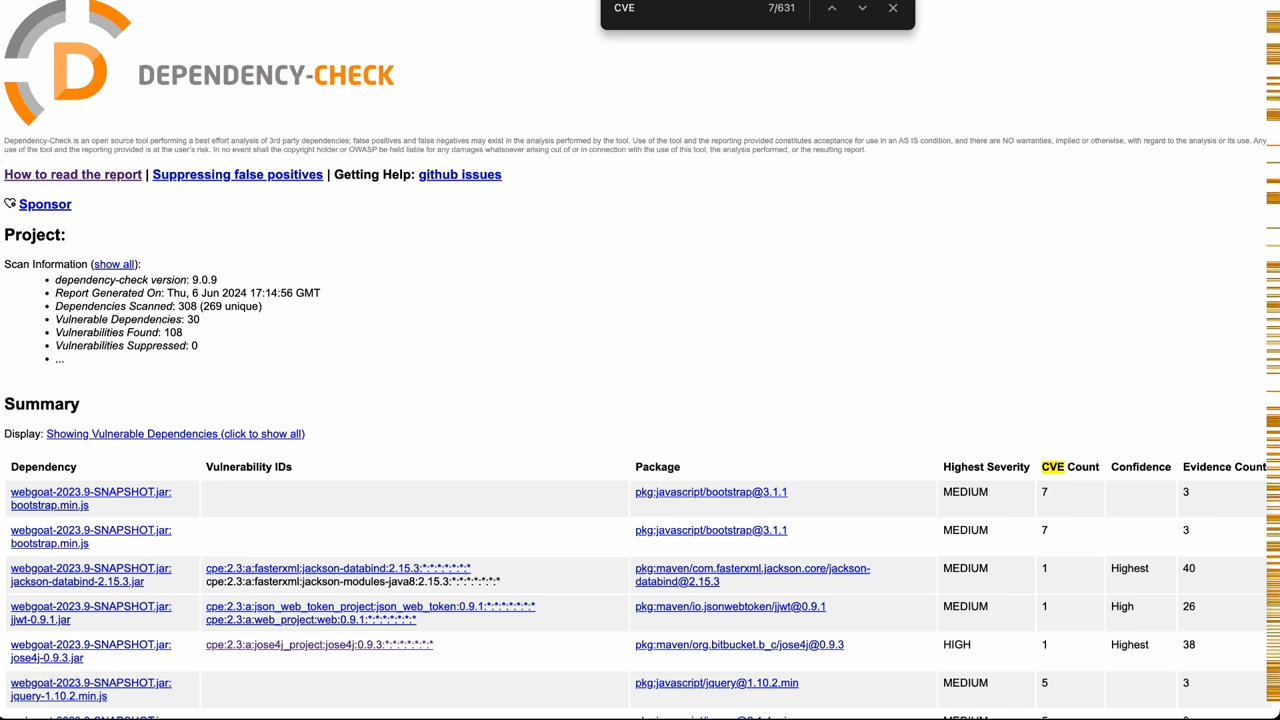 CVE 7/631
D
DEPENDENCY-CHECK
Dependency-Check is an open source tool performing a best effort analysis of 3rd party dependencies; false positives and false negatives may exist in the analysis performed by the tool. Use of the tool and the reporting provided constitutes acceptance for use in an AS IS condition, and there are NO warranties, implied or otherwise, with regard to the analysis or its use. Any
use of the tool and the reporting provided is at the user's risk. In no event shall the copyright holder or OWASP be held liable for any damages whatsoever arising out of or in connection with the use of this tool, the analysis performed, or the resulting report.
How to read the report | Suppressing false positives | Getting Help: github issues
Sponsor
Project:
Scan Information (show all):
• dependency-check version: 9.0.9
• Report Generated On: Thu, 6 Jun 2024 17:14:56 GMT
• Dependencies Scanned: 308 (269 unique)
• Vulnerable Dependencies: 30
• Vulnerabilities Found: 108
• Vulnerabilities Suppressed: 0
• ...
Summary
Display: Showing Vulnerable Dependencies (click to show all)
Dependency Vulnerability IDs Package Highest Severity CVE Count Confidence Evidence Count
webgoat-2023.9-SNAPSHOT.jar: pkg:javascript/bootstrap@3.1.1 MEDIUM 7 3
bootstrap.min.js
webgoat-2023.9-SNAPSHOT.jar: pkg:javascript/bootstrap@3.1.1 MEDIUM 7 3
bootstrap.min.js
webgoat-2023.9-SNAPSHOT.jar: cpe:2.3:a:fasterxml:jackson-databind:2.15.3:*:*:*:*:*:*:* pkg:maven/com.fasterxml.jackson.core/jackson- MEDIUM 1 Highest 40
jackson-databind-2.15.3.jar cpe:2.3:a:fasterxml:jackson-modules-java8:2.15.3:*:*:*:*:*:*:* databind@2.15.3
webgoat-2023.9-SNAPSHOT.jar: cpe:2.3:a:json_web_token_project:json_web_token:0.9.1:*:*:*:*:*:*:* pkg:maven/io.jsonwebtoken/jjwt@0.9.1 MEDIUM 1 High 26
jjwt-0.9.1.jar cpe:2.3:a:web_project:web:0.9.1:*:*:*:*:*:*:*
webgoat-2023.9-SNAPSHOT.jar: cpe:2.3:a:jose4j_project:jose4j:0.9.3:*:*:*:*:*:*:* pkg:maven/org.bitbucket.b_c/jose4j@0.9.3 HIGH 1 Highest 38
jose4j-0.9.3.jar
webgoat-2023.9-SNAPSHOT.jar: pkg:javascript/jquery@1.10.2.min MEDIUM 5 3
jquery-1.10.2.min.js